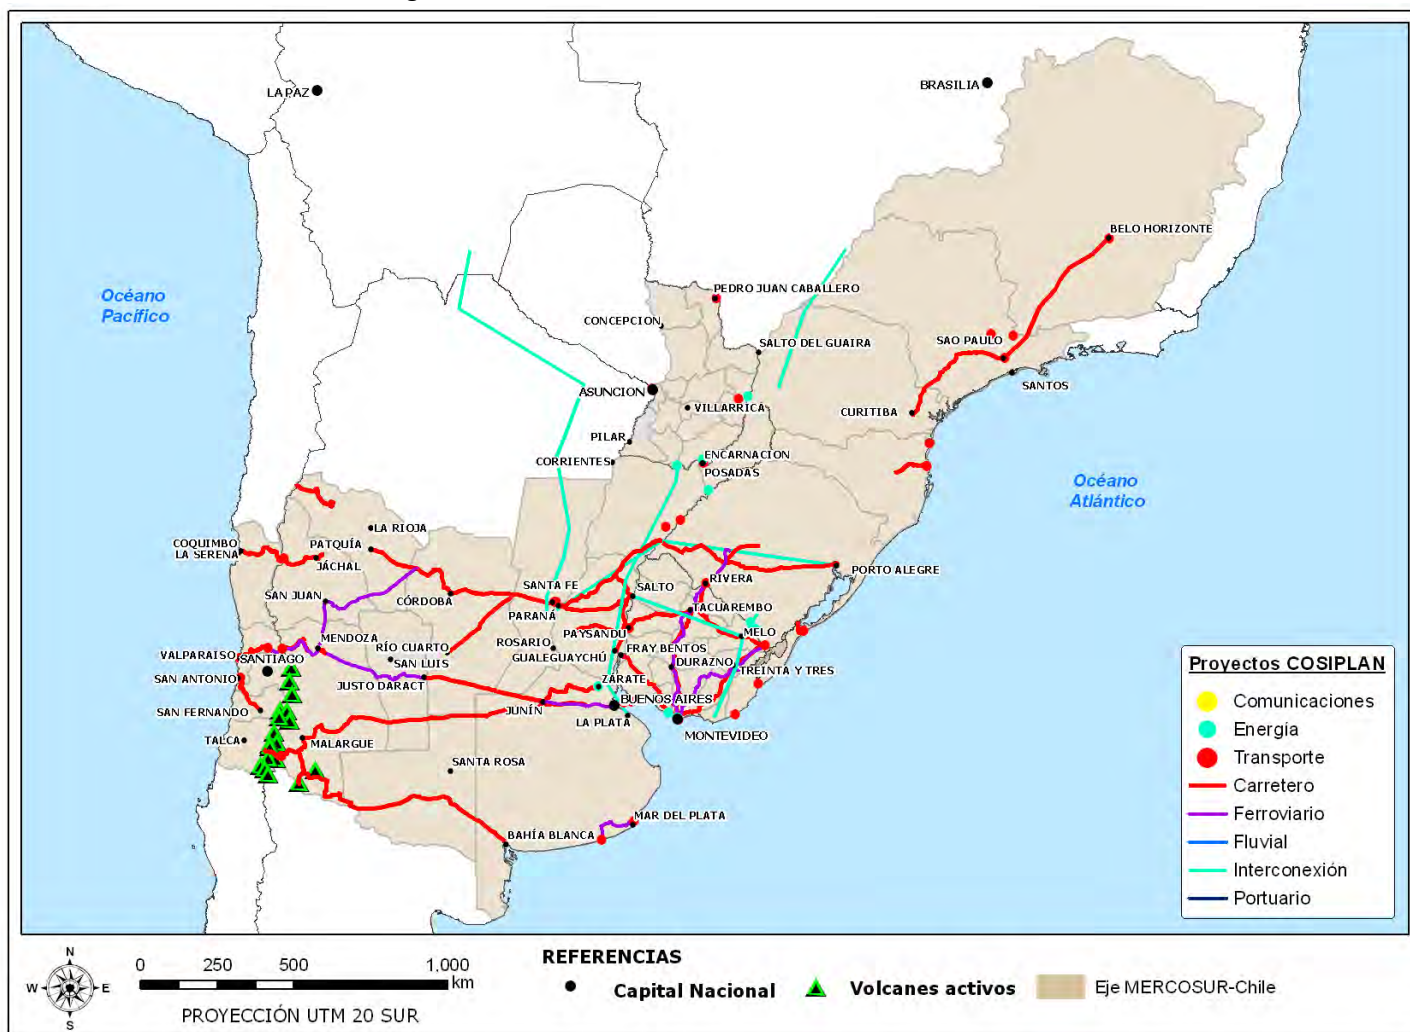 LA PAZ
BRASILIA
BELO HORIZONTE
Océano
Pacífico
PEDRO JUAN CABALLERO
CONCEPCION
SAO PAULO
SALTO DEL GUAIRA
SANTOS
ASUNCION
VILLARRICA
CURITIBA
PILAR
CORRIENTES
ENCARNACION
POSADAS
Océano
Atlántico
LA RIOJA
COQUIMBO
LA SERENA
PATQUÍA
JÁCHAL
PORTO ALEGRE
SANTA FE
SALTO
RIVERA
SAN JUAN
CÓRDOBA
PARANÁ
TACUAREMBO
PAYSANDU
MELO
MENDOZA
RÍO CUARTO
ROSARIO
FRAY BENTOS
VALPARAISO
SANTIAGO
SAN LUIS
GUALEGUAYCHÚ
DURAZNO
TREINTA Y TRES
SAN ANTONIO
JUSTO DARACT
ZÁRATE
BUENOS AIRES
SAN FERNANDO
JUNÍN
LA PLATA
TALCA
MALARGUE
MONTEVIDEO
SANTA ROSA
BAHÍA BLANCA
MAR DEL PLATA
Proyectos COSIPLAN
Comunicaciones
Energía
Transporte
Carretero
Ferroviario
Fluvial
Interconexión
Portuario
N
W
E
S
0 250 500 1,000
km
PROYECCIÓN UTM 20 SUR
REFERENCIAS
Capital Nacional
Volcanes activos
Eje MERCOSUR-Chile